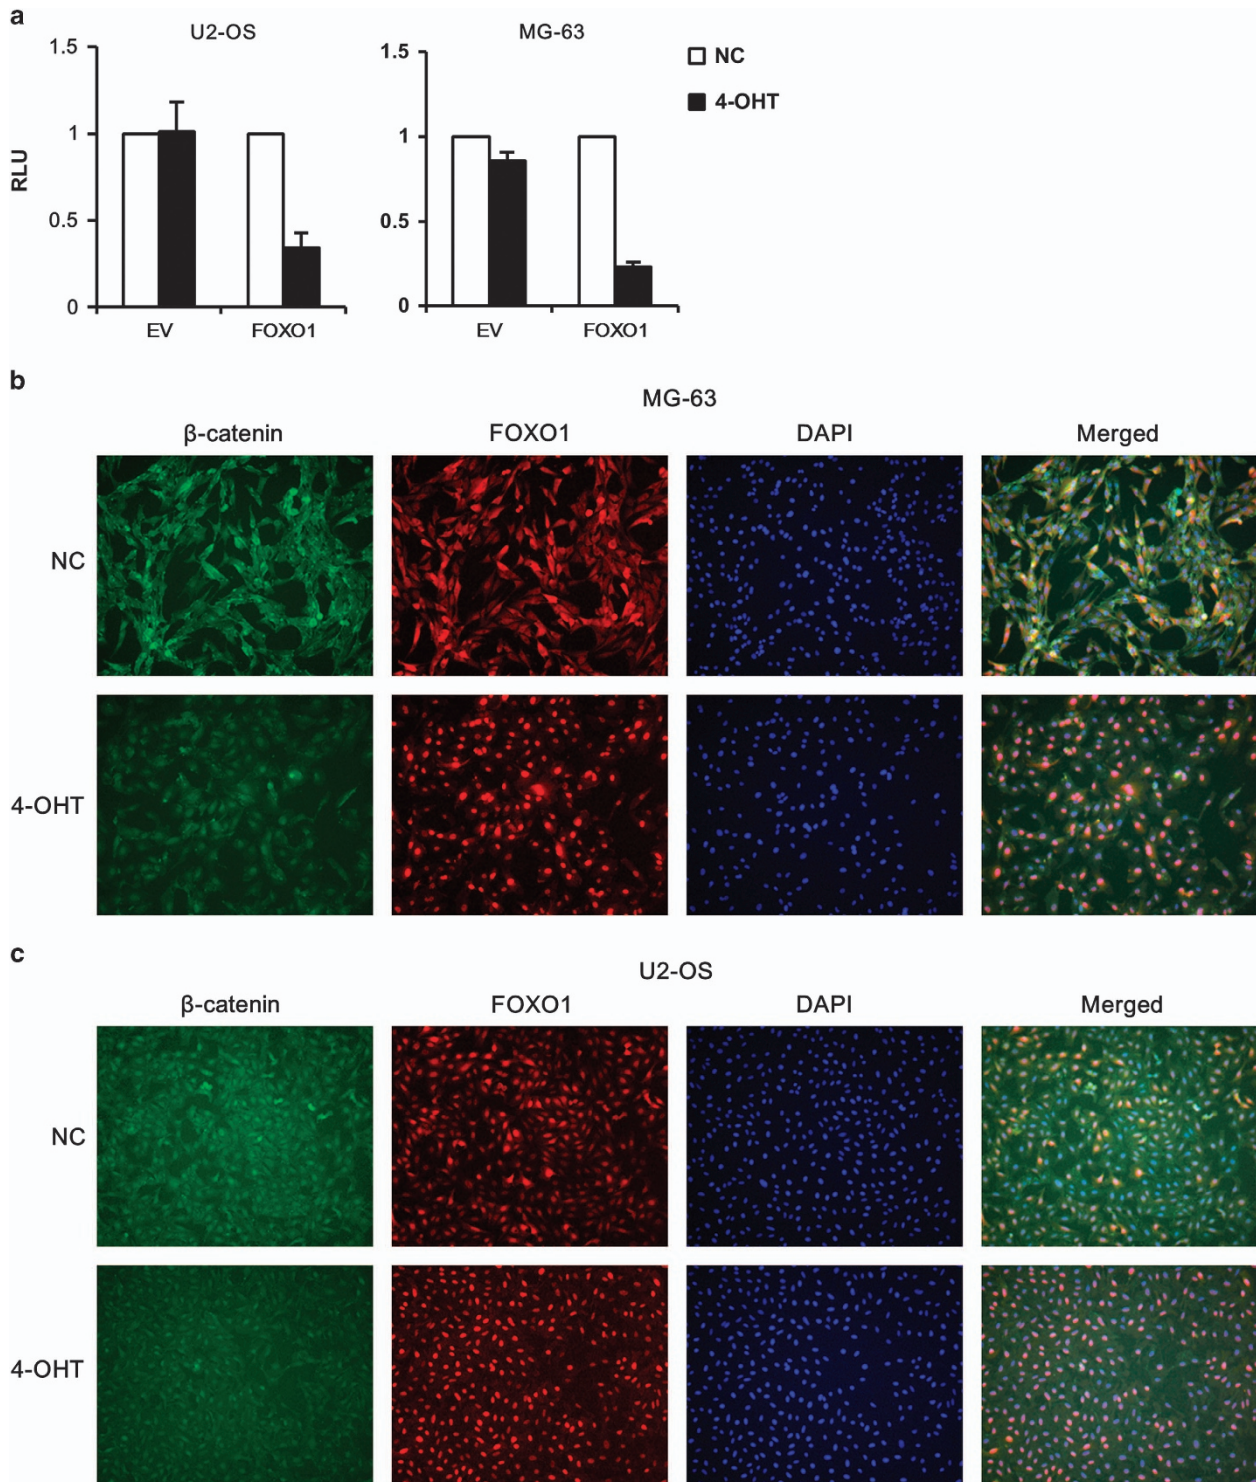 a
U2-OS
MG-63
NC
4-OHT
RLU
1.5
1
0.5
0
EV
FOXO1
1.5
1
0.5
0
EV
FOXO1
b
MG-63
β-catenin FOXO1 DAPI Merged
NC
4-OHT
c
U2-OS
β-catenin FOXO1 DAPI Merged
NC
4-OHT